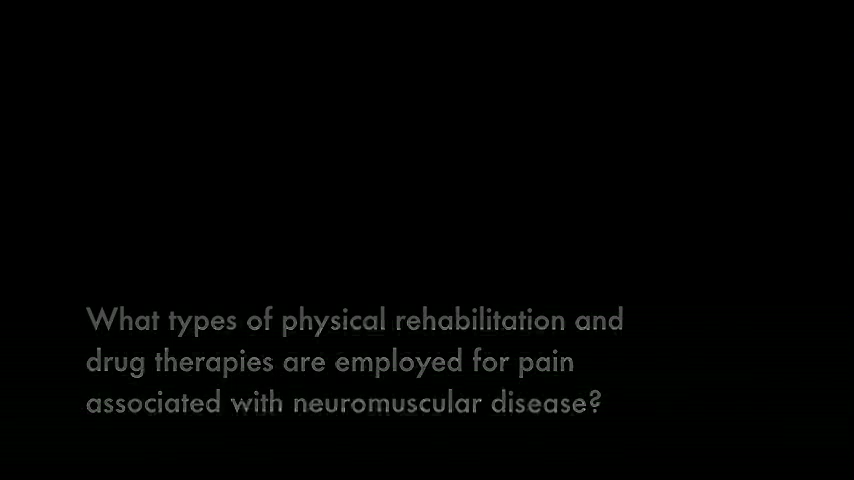 What types of physical rehabilitation and
drug therapies are employed for pain
associated with neuromuscular disease?